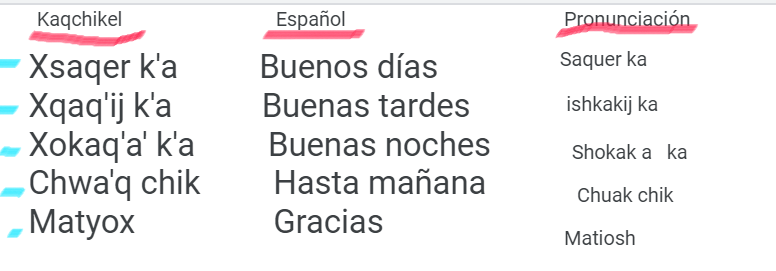 Kaqchikel Español Pronunciación
Xsaqer k'a Buenos días Saquer ka
Xqaq'ij k'a Buenas tardes ishkakij ka
Xokaq'a' k'a Buenas noches Shokak a ka
Chwa'q chik Hasta mañana Chuak chik
Matyox Gracias Matiosh